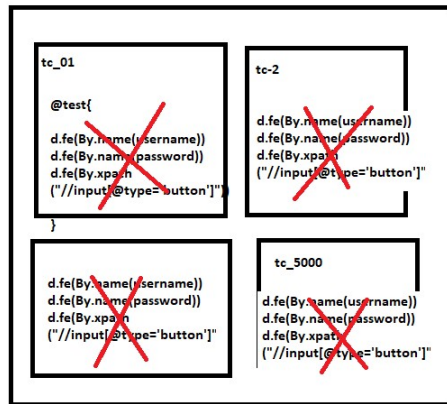 tc_01
@test{
d.fe(By.name(username))
d.fe(By.name(password))
d.fe(By.xpath
("//input[@type='button']"))
}
tc-2
d.fe(By.name(username))
d.fe(By.name(password))
d.fe(By.xpath
("//input[@type='button']"
d.fe(By.name(username))
d.fe(By.name(password))
d.fe(By.xpath
("//input[@type='button']"
tc_5000
d.fe(By.name(username))
d.fe(By.name(password))
d.fe(By.xpath
("//input[@type='button']"